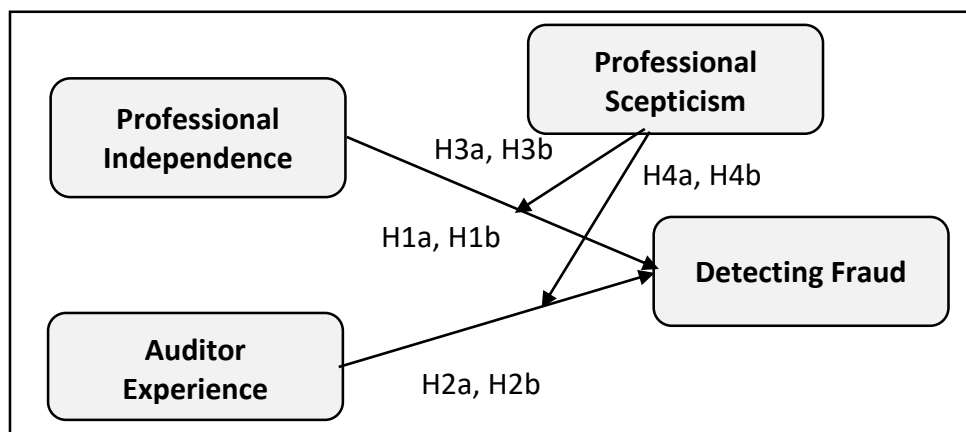 Professional
Scepticism
Professional
Independence
H3a, H3b
H4a, H4b
H1a, H1b
Detecting Fraud
Auditor
Experience
H2a, H2b